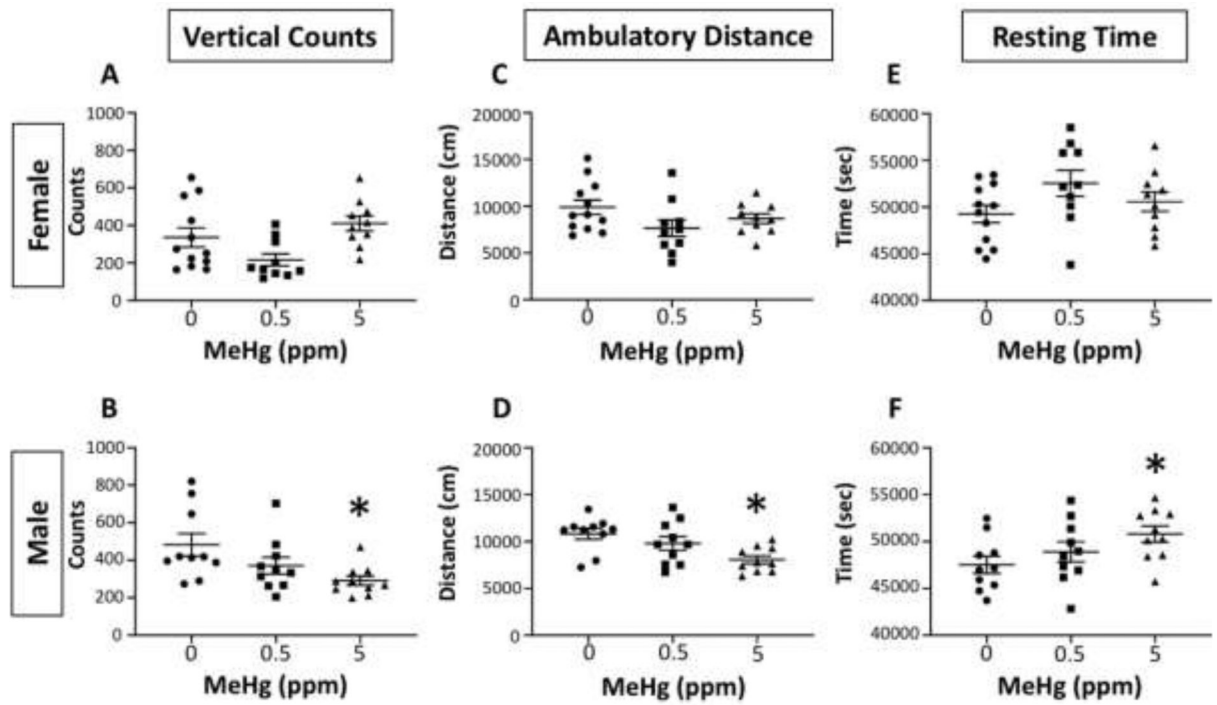 Vertical Counts
Ambulatory Distance
Resting Time
Female
A
Counts
1000
800
600
400
200
0
0 0.5 5
MeHg (ppm)
C
Distance (cm)
20000
15000
10000
5000
0
0 0.5 5
MeHg (ppm)
E
Time (sec)
60000
55000
50000
45000
40000
0 0.5 5
MeHg (ppm)
Male
B
Counts
1000
800
600
400
200
0
*
0 0.5 5
MeHg (ppm)
D
Distance (cm)
20000
15000
10000
5000
0
*
0 0.5 5
MeHg (ppm)
F
Time (sec)
60000
55000
50000
45000
40000
*
0 0.5 5
MeHg (ppm)